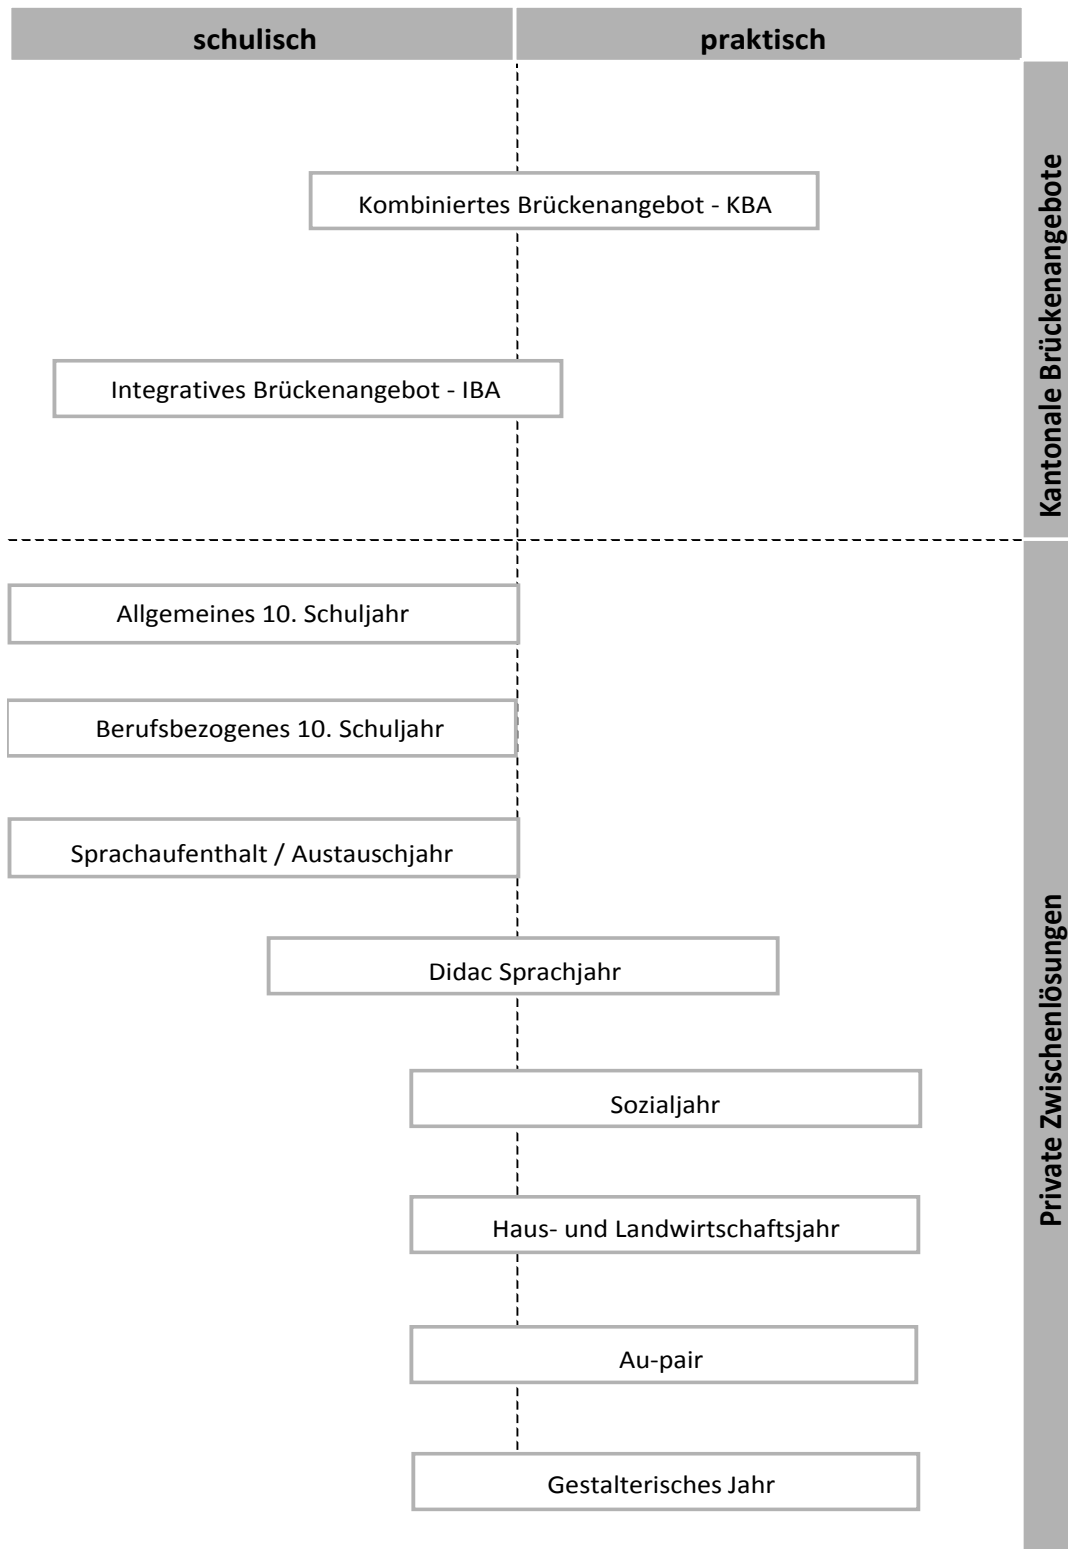 schulisch
praktisch
Kantonale Brückenangebote
Kombiniertes Brückenangebot - KBA
Integratives Brückenangebot - IBA
Private Zwischenlösungen
Allgemeines 10. Schuljahr
Berufsbezogenes 10. Schuljahr
Sprachaufenthalt / Austauschjahr
Didac Sprachjahr
Sozialjahr
Haus- und Landwirtschaftsjahr
Au-pair
Gestalterisches Jahr